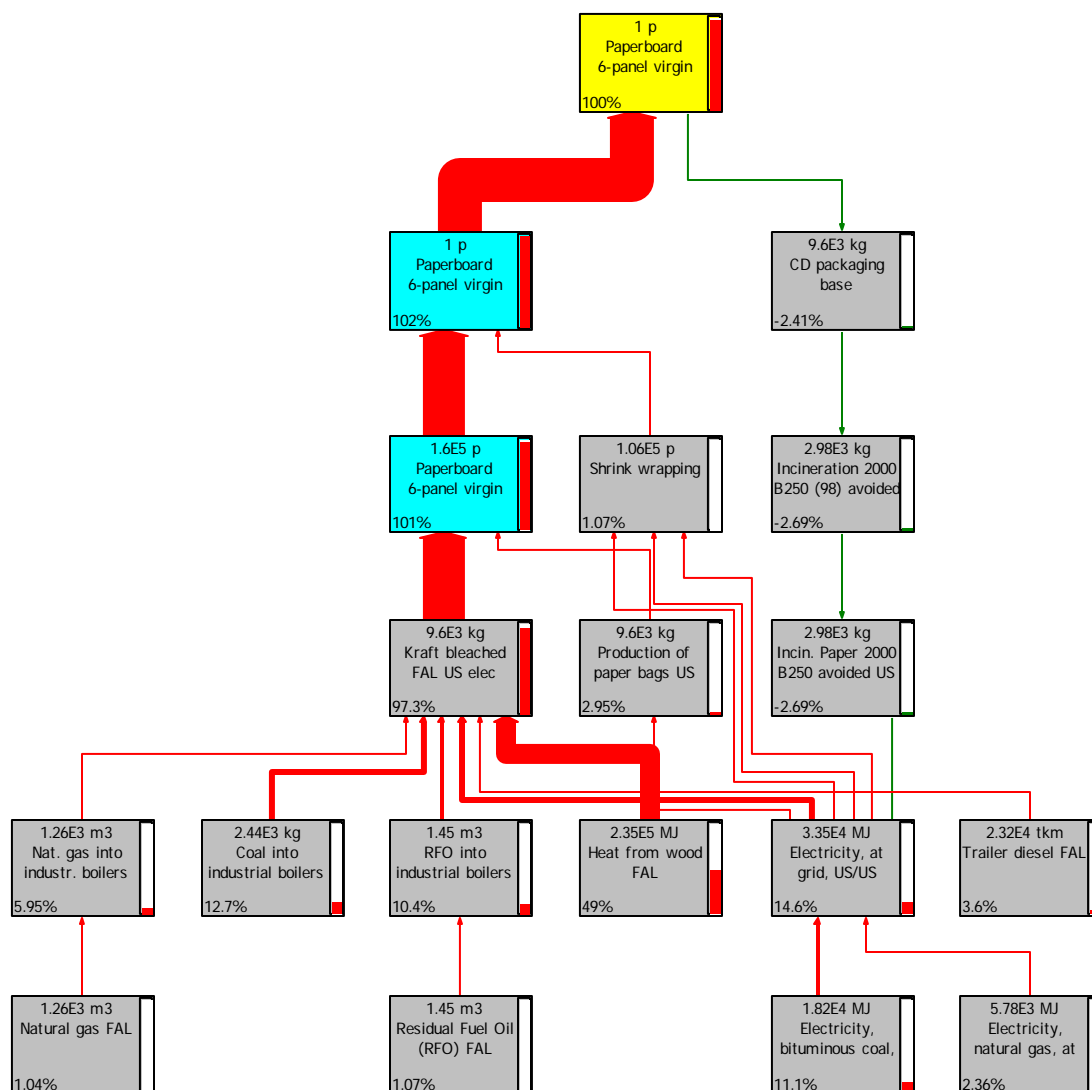 1 p
Paperboard
6-panel virgin
100%
1 p
Paperboard
6-panel virgin
102%
9.6E3 kg
CD packaging
base
-2.41%
1.6E5 p
Paperboard
6-panel virgin
101%
1.06E5 p
Shrink wrapping
1.07%
2.98E3 kg
Incineration 2000
B250 (98) avoided
-2.69%
9.6E3 kg
Kraft bleached
FAL US elec
97.3%
9.6E3 kg
Production of
paper bags US
2.95%
2.98E3 kg
Incin. Paper 2000
B250 avoided US
-2.69%
1.26E3 m3
Nat. gas into
industr. boilers
5.95%
2.44E3 kg
Coal into
industrial boilers
12.7%
1.45 m3
RFO into
industrial boilers
10.4%
2.35E5 MJ
Heat from wood
FAL
49%
3.35E4 MJ
Electricity, at
grid, US/US
14.6%
2.32E4 tkm
Trailer diesel FAL
3.6%
1.26E3 m3
Natural gas FAL
1.04%
1.45 m3
Residual Fuel Oil
(RFO) FAL
1.07%
1.82E4 MJ
Electricity,
bituminous coal,
11.1%
5.78E3 MJ
Electricity,
natural gas, at
2.36%